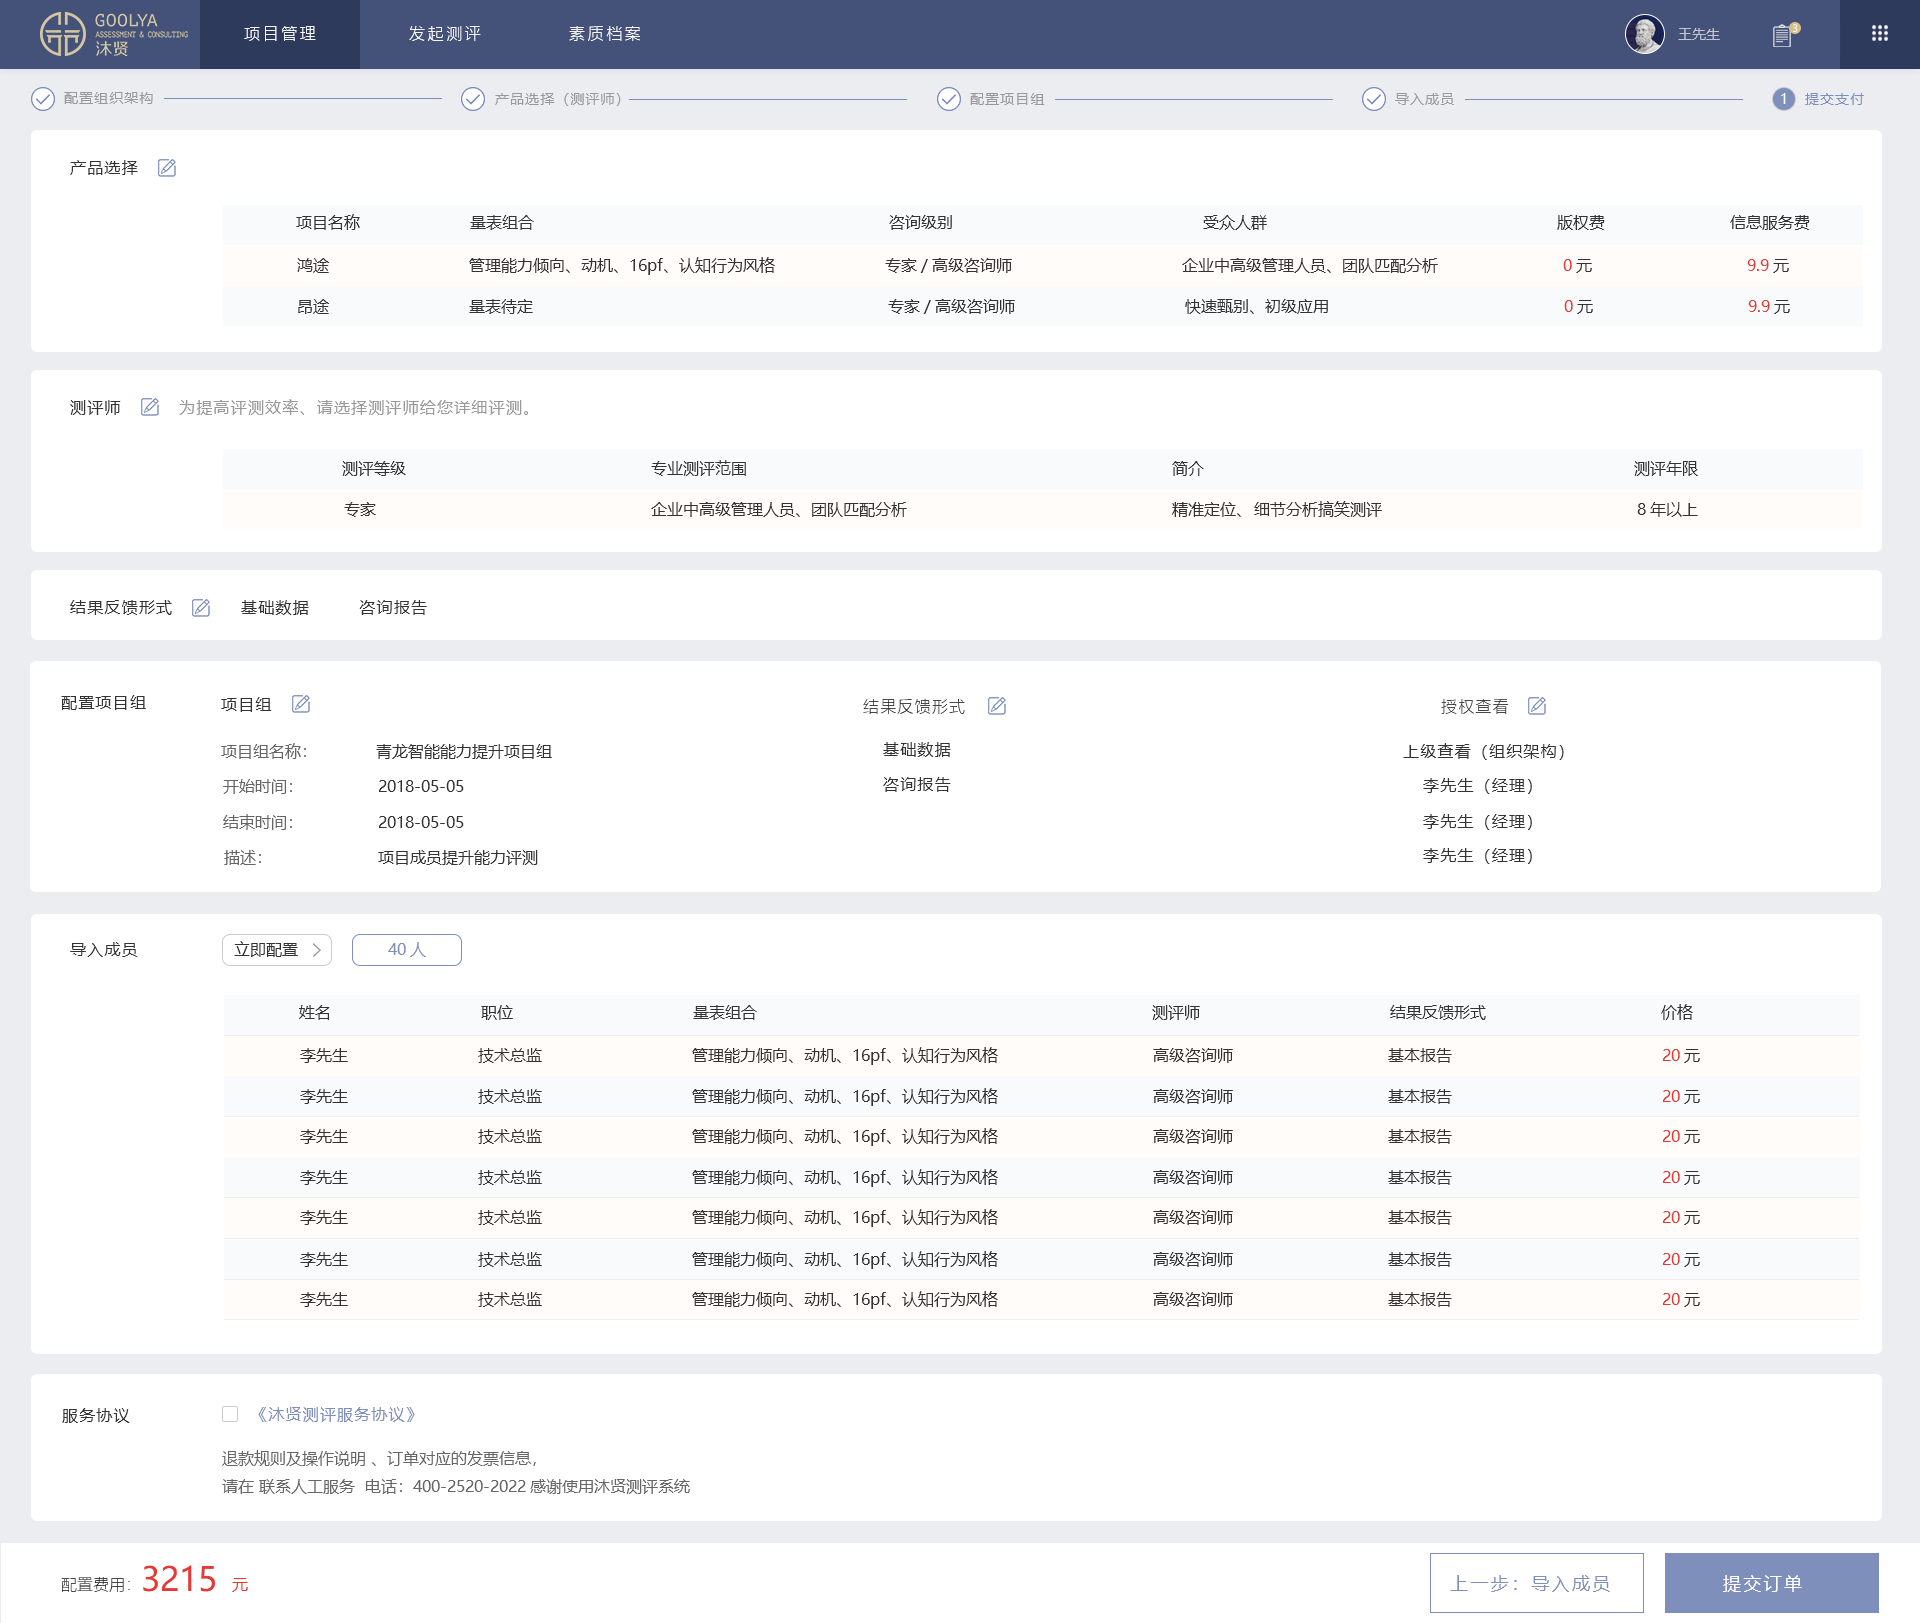 GOOLYA
ASSESSMENT & CONSULTING
沐贤
项目管理 发起测评 素质档案 王先生 3
配置组织架构 产品选择（测评师） 配置项目组 导入成员 1 提交支付
产品选择
项目名称 量表组合 咨询级别 受众人群 版权费 信息服务费
鸿途 管理能力倾向、动机、16pf、认知行为风格 专家 / 高级咨询师 企业中高级管理人员、团队匹配分析 0 元 9.9 元
昂途 量表待定 专家 / 高级咨询师 快速甄别、初级应用 0 元 9.9 元
测评师 为提高评测效率、请选择测评师给您详细评测。
测评等级 专业测评范围 简介 测评年限
专家 企业中高级管理人员、团队匹配分析 精准定位、细节分析搞笑测评 8 年以上
结果反馈形式 基础数据 咨询报告
配置项目组 项目组 结果反馈形式 授权查看
项目组名称: 青龙智能能力提升项目组 基础数据 上级查看（组织架构）
开始时间: 2018-05-05 咨询报告 李先生（经理）
结束时间: 2018-05-05 李先生（经理）
描述: 项目成员提升能力评测 李先生（经理）
导入成员 立即配置 40 人
姓名 职位 量表组合 测评师 结果反馈形式 价格
李先生 技术总监 管理能力倾向、动机、16pf、认知行为风格 高级咨询师 基本报告 20 元
李先生 技术总监 管理能力倾向、动机、16pf、认知行为风格 高级咨询师 基本报告 20 元
李先生 技术总监 管理能力倾向、动机、16pf、认知行为风格 高级咨询师 基本报告 20 元
李先生 技术总监 管理能力倾向、动机、16pf、认知行为风格 高级咨询师 基本报告 20 元
李先生 技术总监 管理能力倾向、动机、16pf、认知行为风格 高级咨询师 基本报告 20 元
李先生 技术总监 管理能力倾向、动机、16pf、认知行为风格 高级咨询师 基本报告 20 元
李先生 技术总监 管理能力倾向、动机、16pf、认知行为风格 高级咨询师 基本报告 20 元
服务协议 《沐贤测评服务协议》
退款规则及操作说明 、订单对应的发票信息，
请在 联系人工服务 电话：400-2520-2022 感谢使用沐贤测评系统
配置费用: 3215 元 上一步：导入成员 提交订单